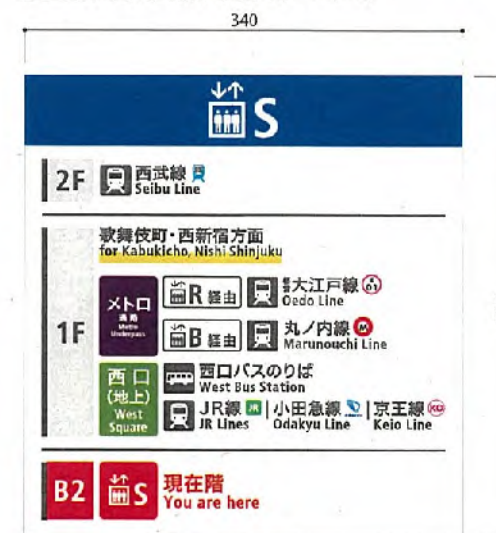 340
S
2F 西武線
Seibu Line
歌舞伎町・西新宿方面
for Kabukicho, Nishi Shinjuku
1F
メトロ
通路
Metro
Underpass
R 経由
都営大江戸線
Oedo Line
B 経由
丸ノ内線 M
Marunouchi Line
西口
(地上)
West
Square
西口バスのりば
West Bus Station
JR線 JR | 小田急線 | 京王線 KEIO
JR Lines Odakyu Line Keio Line
B2 S 現在階
You are here